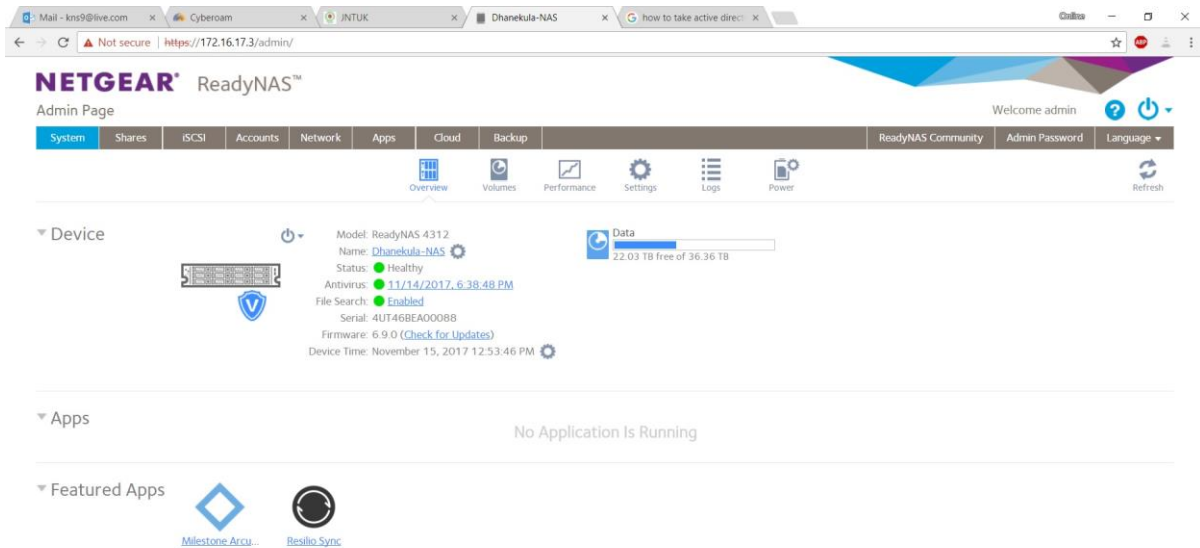 Mail - kns9@live.com
Cyberoam
JNTUK
Dhanekula-NAS
how to take active direct
Not secure | https://172.16.17.3/admin/
ABP
NETGEAR® ReadyNAS™
Admin Page
Welcome admin
System Shares iSCSI Accounts Network Apps Cloud Backup ReadyNAS Community Admin Password Language
Overview Volumes Performance Settings Logs Power Refresh
Device
Model: ReadyNAS 4312
Name: Dhanekula-NAS
Status: Healthy
Antivirus: 11/14/2017, 6:38:48 PM
File Search: Enabled
Serial: 4UT46BEA00088
Firmware: 6.9.0 (Check for Updates)
Device Time: November 15, 2017 12:53:46 PM
Data
22.03 TB free of 36.36 TB
V
Apps
No Application Is Running
Featured Apps
Milestone Arcu...
Resilio Sync